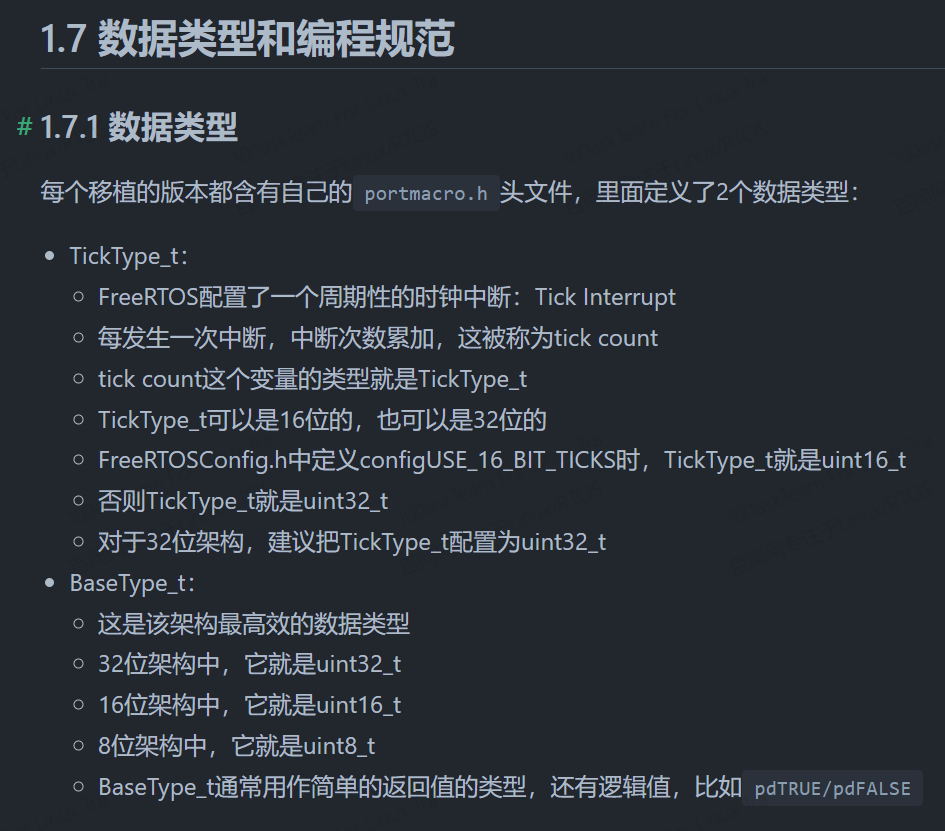 1.7 数据类型和编程规范
# 1.7.1 数据类型
每个移植的版本都含有自己的 portmacro.h 头文件，里面定义了2个数据类型：
• TickType_t：
○ FreeRTOS配置了一个周期性的时钟中断：Tick Interrupt
○ 每发生一次中断，中断次数累加，这被称为tick count
○ tick count这个变量的类型就是TickType_t
○ TickType_t可以是16位的，也可以是32位的
○ FreeRTOSConfig.h中定义configUSE_16_BIT_TICKS时，TickType_t就是uint16_t
○ 否则TickType_t就是uint32_t
○ 对于32位架构，建议把TickType_t配置为uint32_t
• BaseType_t：
○ 这是该架构最高效的数据类型
○ 32位架构中，它就是uint32_t
○ 16位架构中，它就是uint16_t
○ 8位架构中，它就是uint8_t
○ BaseType_t通常用作简单的返回值的类型，还有逻辑值，比如 pdTRUE/pdFALSE